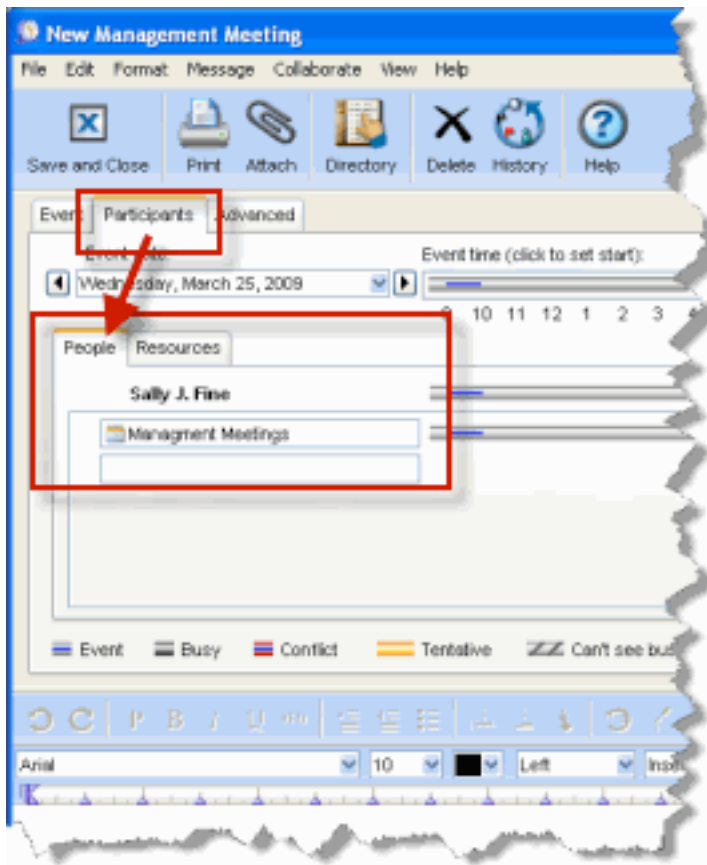 New Management Meeting
File Edit Format Message Collaborate View Help
Save and Close Print Attach Directory Delete History Help
Event Participants Advanced
Event time (click to set start):
Wednesday, March 25, 2009
9 10 11 12 1 2 3 4
People Resources
Sally J. Fine
Managment Meetings
Event Busy Conflict Tentative Can't see
P B I U
Arial 10 Left